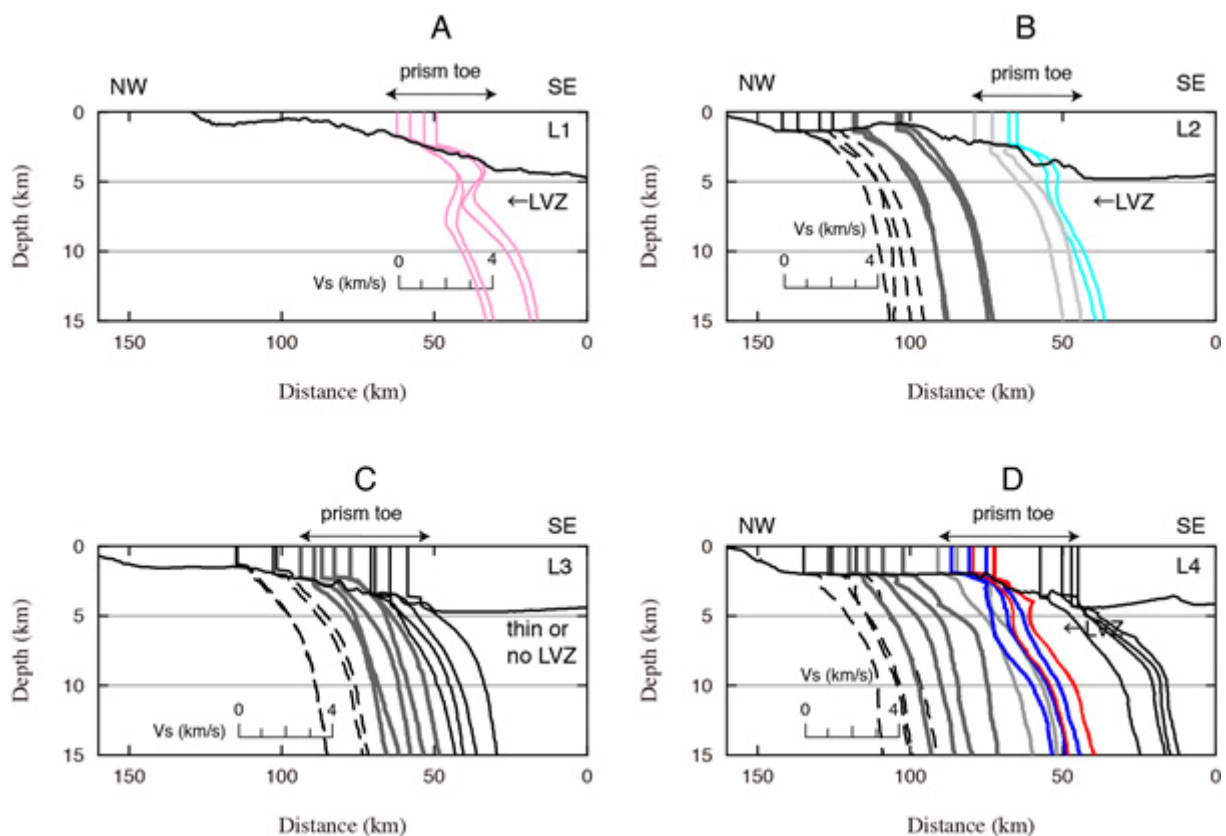 A
prism toe
NW
SE
L1
0
5
10
15
Depth (km)
←LVZ
0
4
Vs (km/s)
150
100
50
0
Distance (km)
B
prism toe
NW
SE
L2
0
5
10
15
Depth (km)
←LVZ
Vs (km/s)
0
4
150
100
50
0
Distance (km)
C
prism toe
SE
L3
0
5
10
15
Depth (km)
thin or
no LVZ
0
4
Vs (km/s)
150
100
50
0
Distance (km)
D
prism toe
NW
SE
L4
0
5
10
15
Depth (km)
←LVZ
Vs (km/s)
0
4
150
100
50
0
Distance (km)